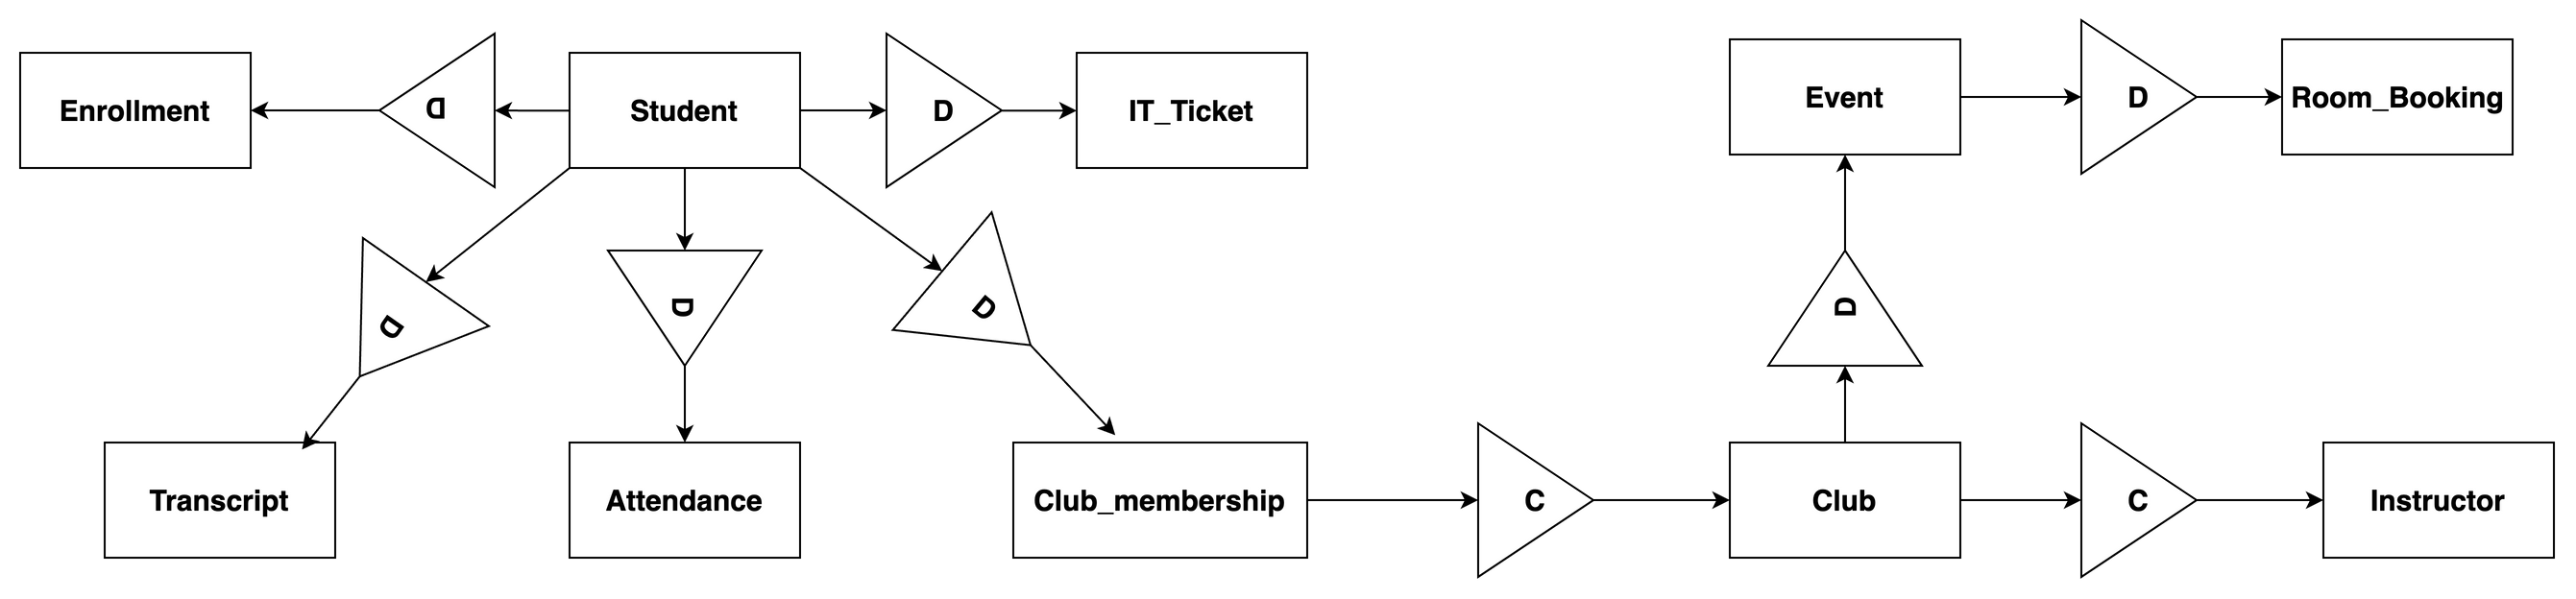 Enrollment
D
Student
D
IT_Ticket
Event
D
Room_Booking
D
D
D
D
Transcript
Attendance
Club_membership
C
Club
C
Instructor